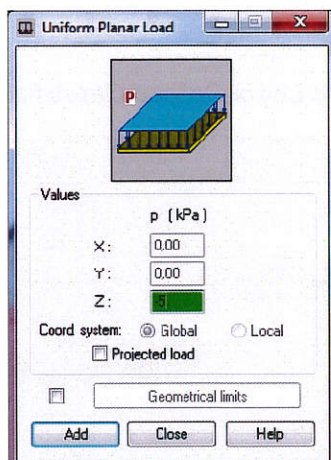 Uniform Planar Load
P
Values
p (kPa)
X: 0,00
Y: 0,00
Z: -5
Coord system: Global Local
Projected load
Geometrical limits
Add Close Help